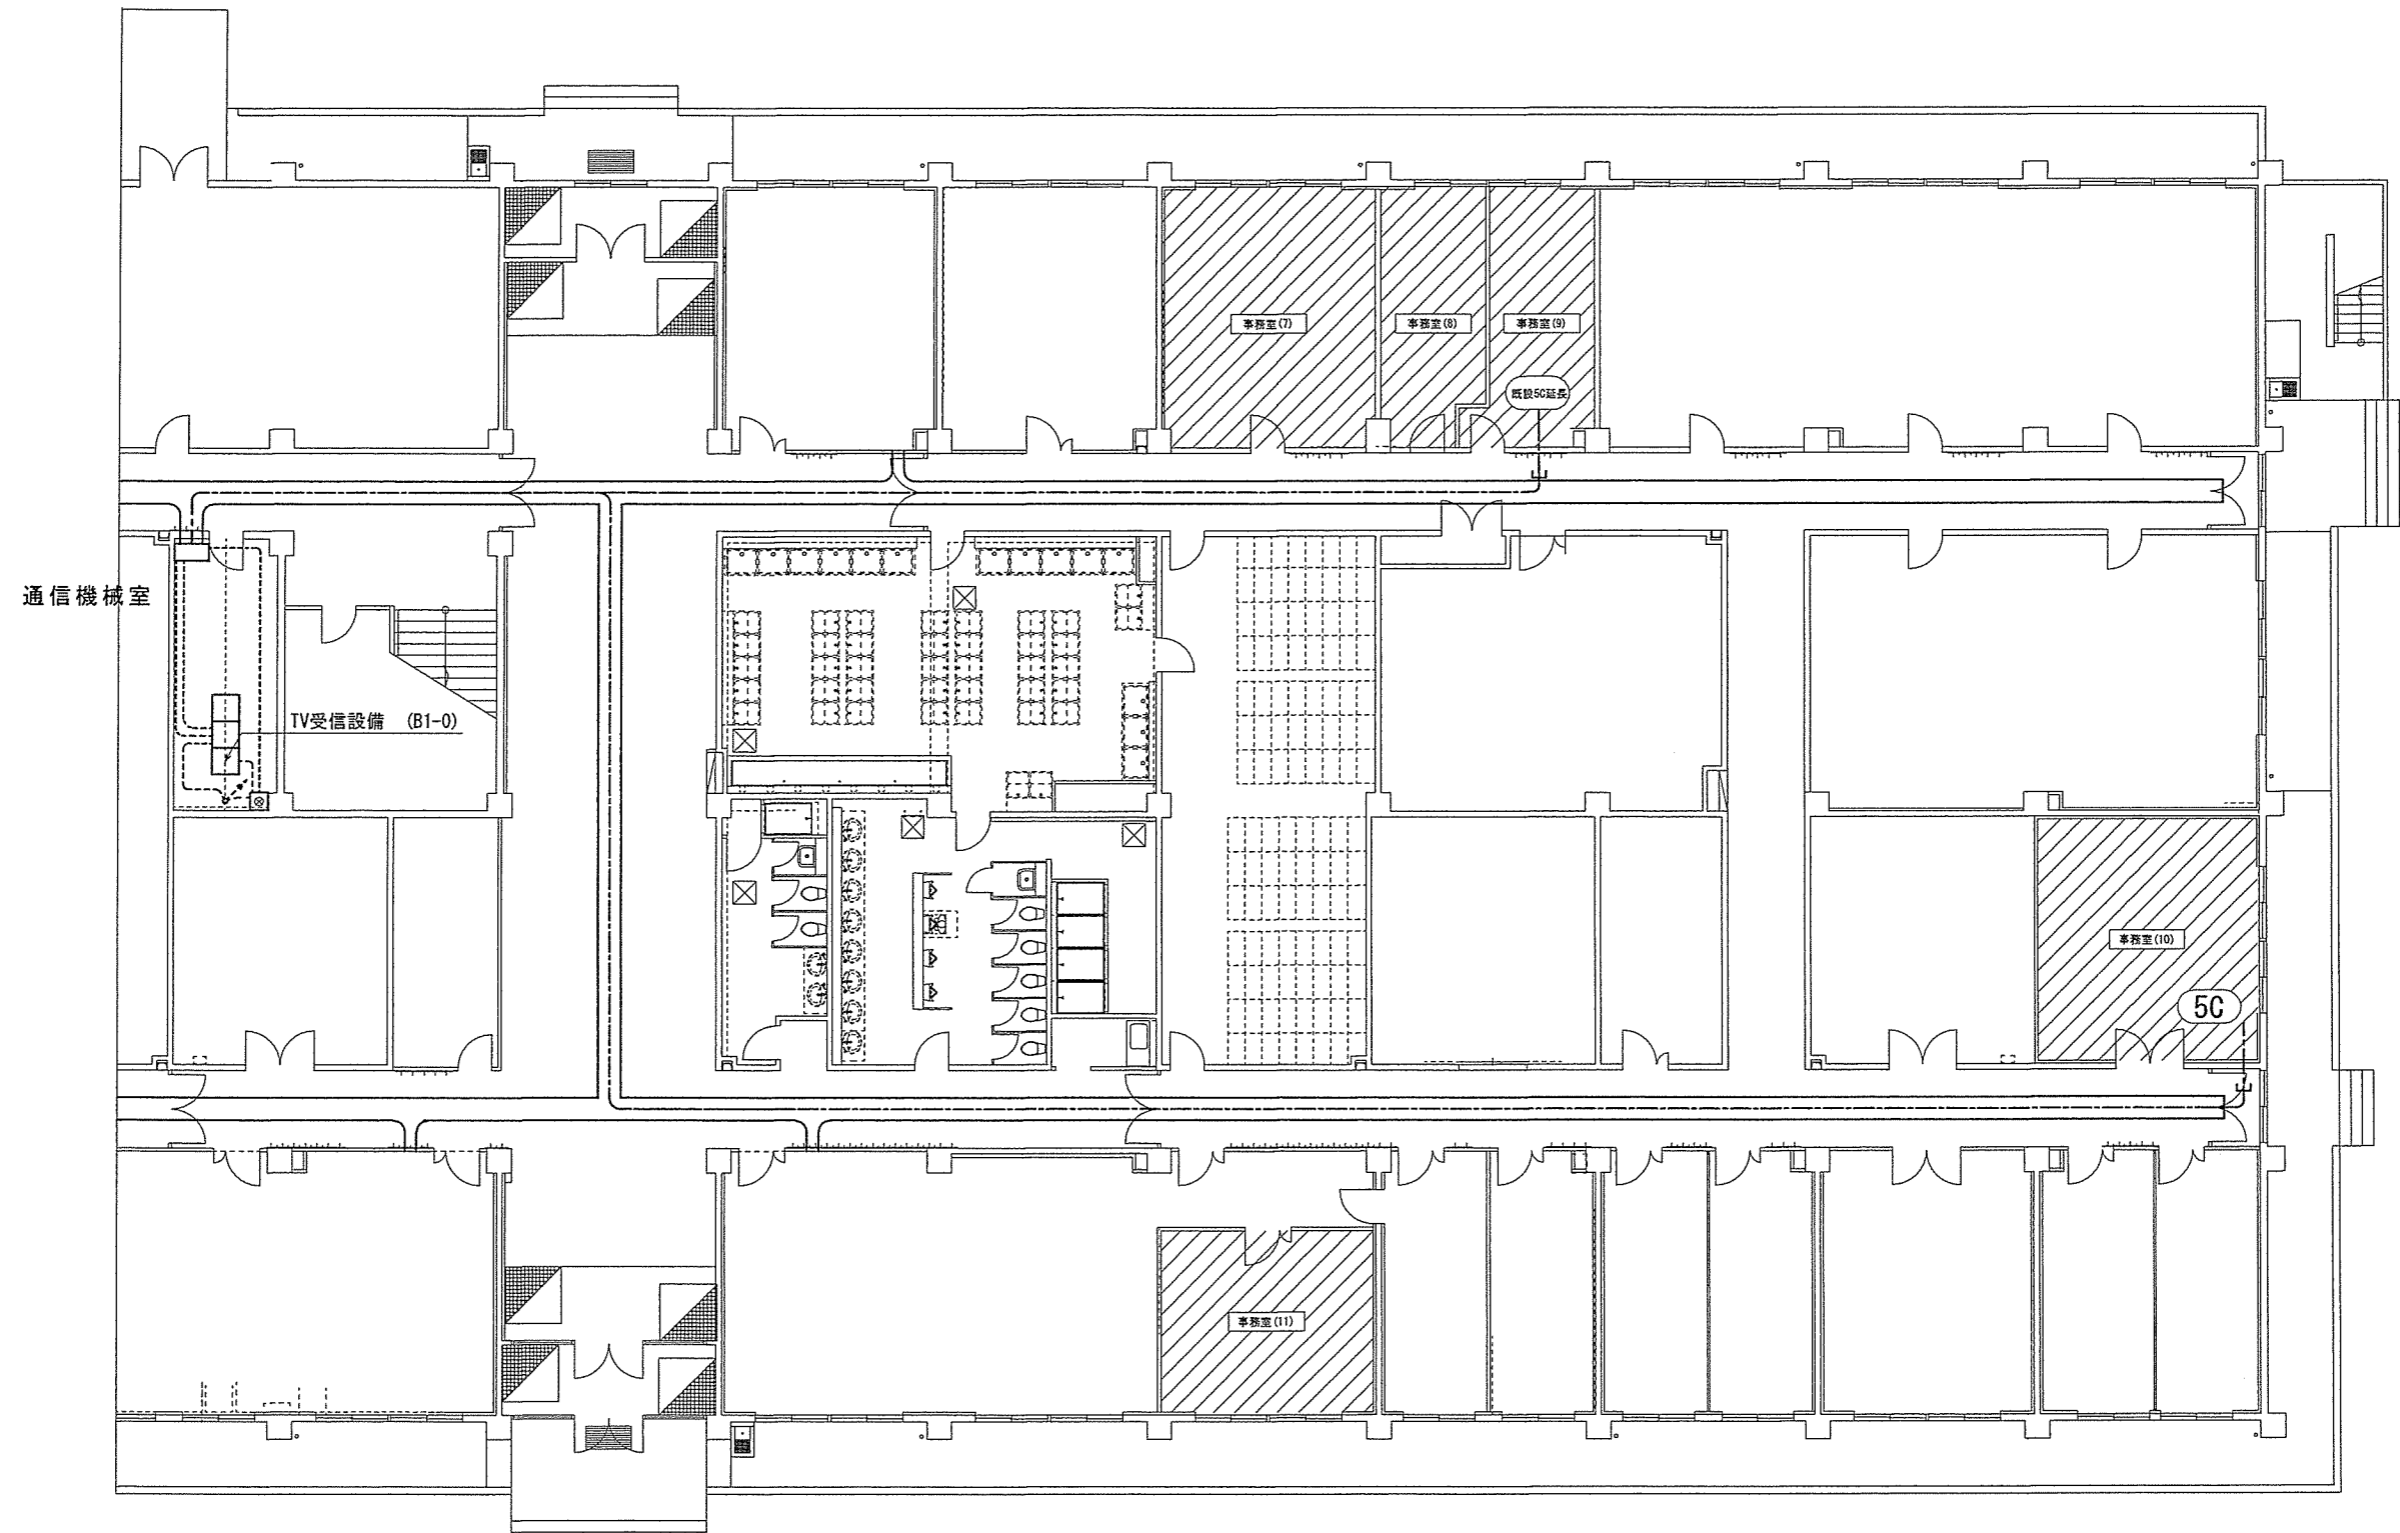 事務室(7)
事務室(8)
事務室(9)
既設5C延長
通信機械室
TV受信設備 (B1-0)
事務室(10)
5C
事務室(11)